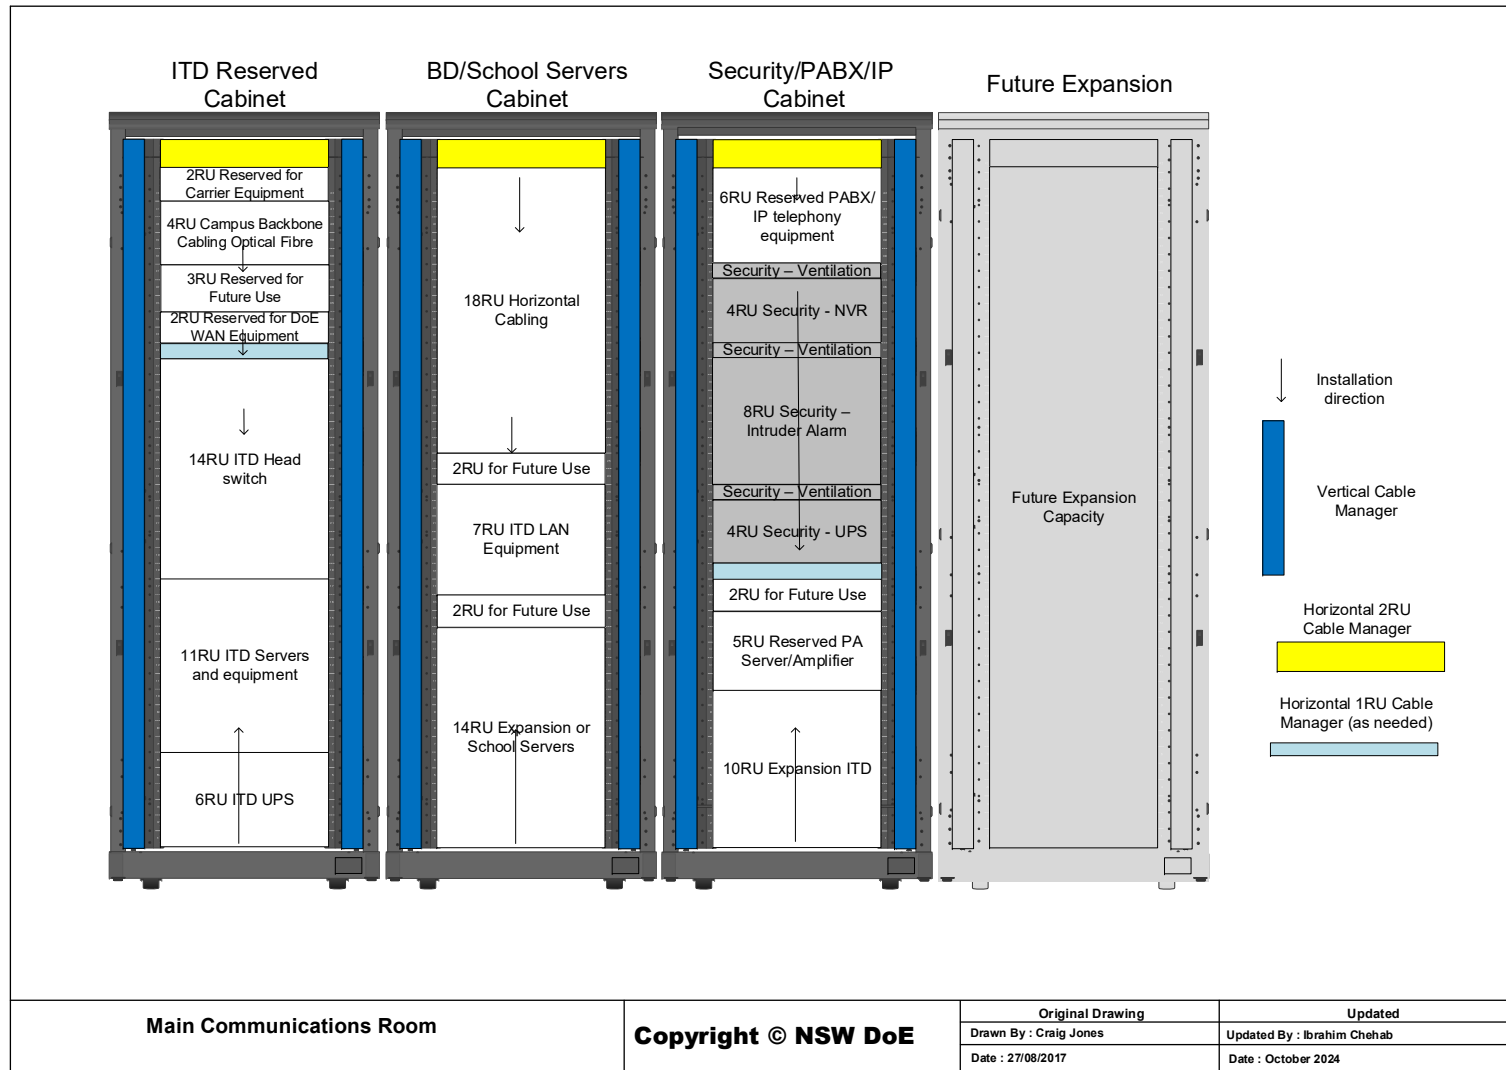 ITD Reserved
Cabinet
BD/School Servers
Cabinet
Security/PABX/IP
Cabinet
Future Expansion
2RU Reserved for
Carrier Equipment
4RU Campus Backbone
Cabling Optical Fibre
3RU Reserved for
Future Use
2RU Reserved for DoE
WAN Equipment
14RU ITD Head
switch
11RU ITD Servers
and equipment
6RU ITD UPS
18RU Horizontal
Cabling
2RU for Future Use
7RU ITD LAN
Equipment
2RU for Future Use
14RU Expansion or
School Servers
6RU Reserved PABX/
IP telephony
equipment
Security – Ventilation
4RU Security - NVR
Security – Ventilation
8RU Security –
Intruder Alarm
Security – Ventilation
4RU Security - UPS
2RU for Future Use
5RU Reserved PA
Server/Amplifier
10RU Expansion ITD
Future Expansion
Capacity
Installation
direction
Vertical Cable
Manager
Horizontal 2RU
Cable Manager
Horizontal 1RU Cable
Manager (as needed)
Main Communications Room
Copyright © NSW DoE
Original Drawing
Drawn By : Craig Jones
Date : 27/08/2017
Updated
Updated By : Ibrahim Chehab
Date : October 2024